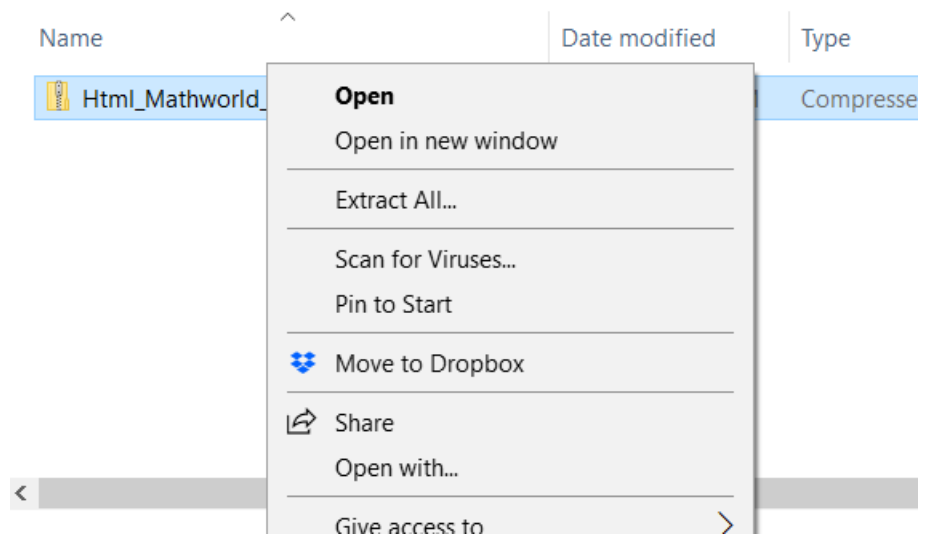 Name Date modified Type
Html_Mathworld_ Compresse
Open
Open in new window
Extract All...
Scan for Viruses...
Pin to Start
Move to Dropbox
Share
Open with...
Give access to